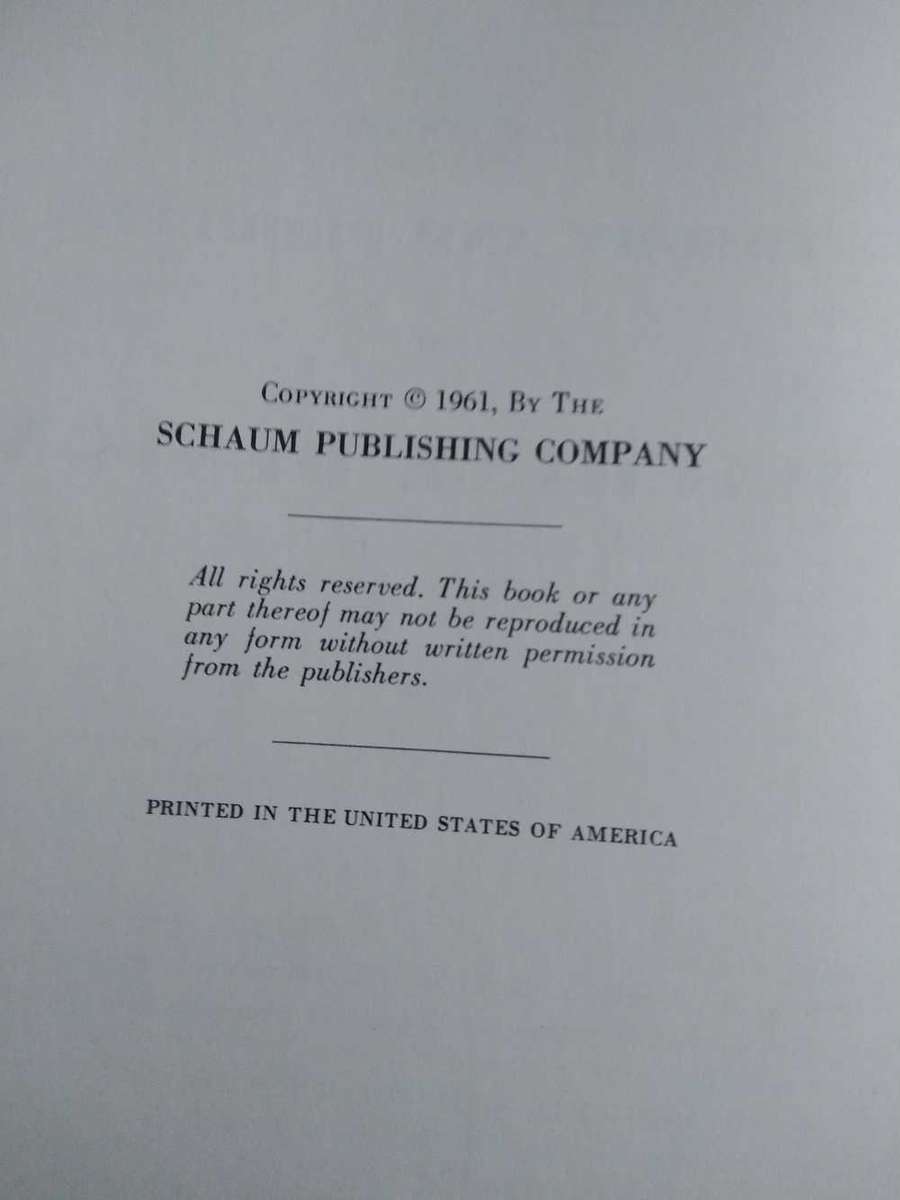 COPYRIGHT © 1961, BY THE
SCHAUM PUBLISHING COMPANY
All rights reserved. This book or any
part thereof may not be reproduced in
any form without written permission
from the publishers.
PRINTED IN THE UNITED STATES OF AMERICA